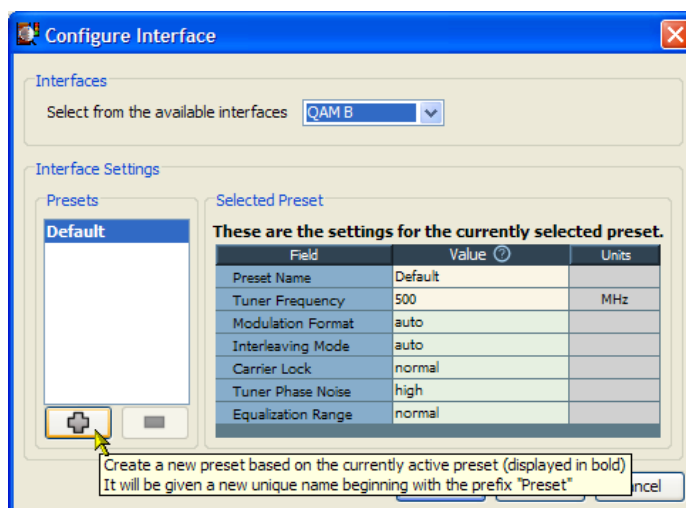 Configure Interface
Interfaces
Select from the available interfaces QAM B
Interface Settings
Presets
Selected Preset
Default
These are the settings for the currently selected preset.
Field Value Units
Preset Name Default
Tuner Frequency 500 MHz
Modulation Format auto
Interleaving Mode auto
Carrier Lock normal
Tuner Phase Noise high
Equalization Range normal
Create a new preset based on the currently active preset (displayed in bold)
It will be given a new unique name beginning with the prefix "Preset"